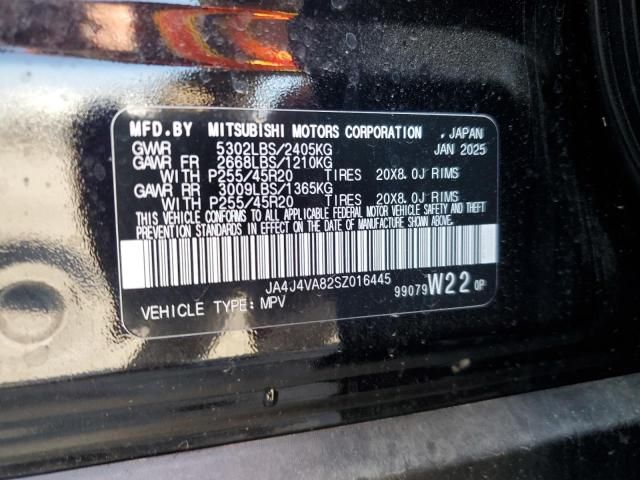 MFD.BY MITSUBISHI MOTORS CORPORATION , JAPAN
GVWR 5302LBS/2405KG JAN 2025
GAWR FR 2668LBS/1210KG
WITH P255/45R20 TIRES 20X8.0J RIMS
GAWR RR 3009LBS/1365KG
WITH P255/45R20 TIRES 20X8.0J RIMS
THIS VEHICLE CONFORMS TO ALL APPLICABLE FEDERAL MOTOR VEHICLE SAFETY AND THEFT
PREVENTION STANDARDS IN EFFECT ON THE DATE OF MANUFACTURE SHOWN ABOVE.
JA4J4VA82SZ016445
VEHICLE TYPE: MPV 99079 W22 0P